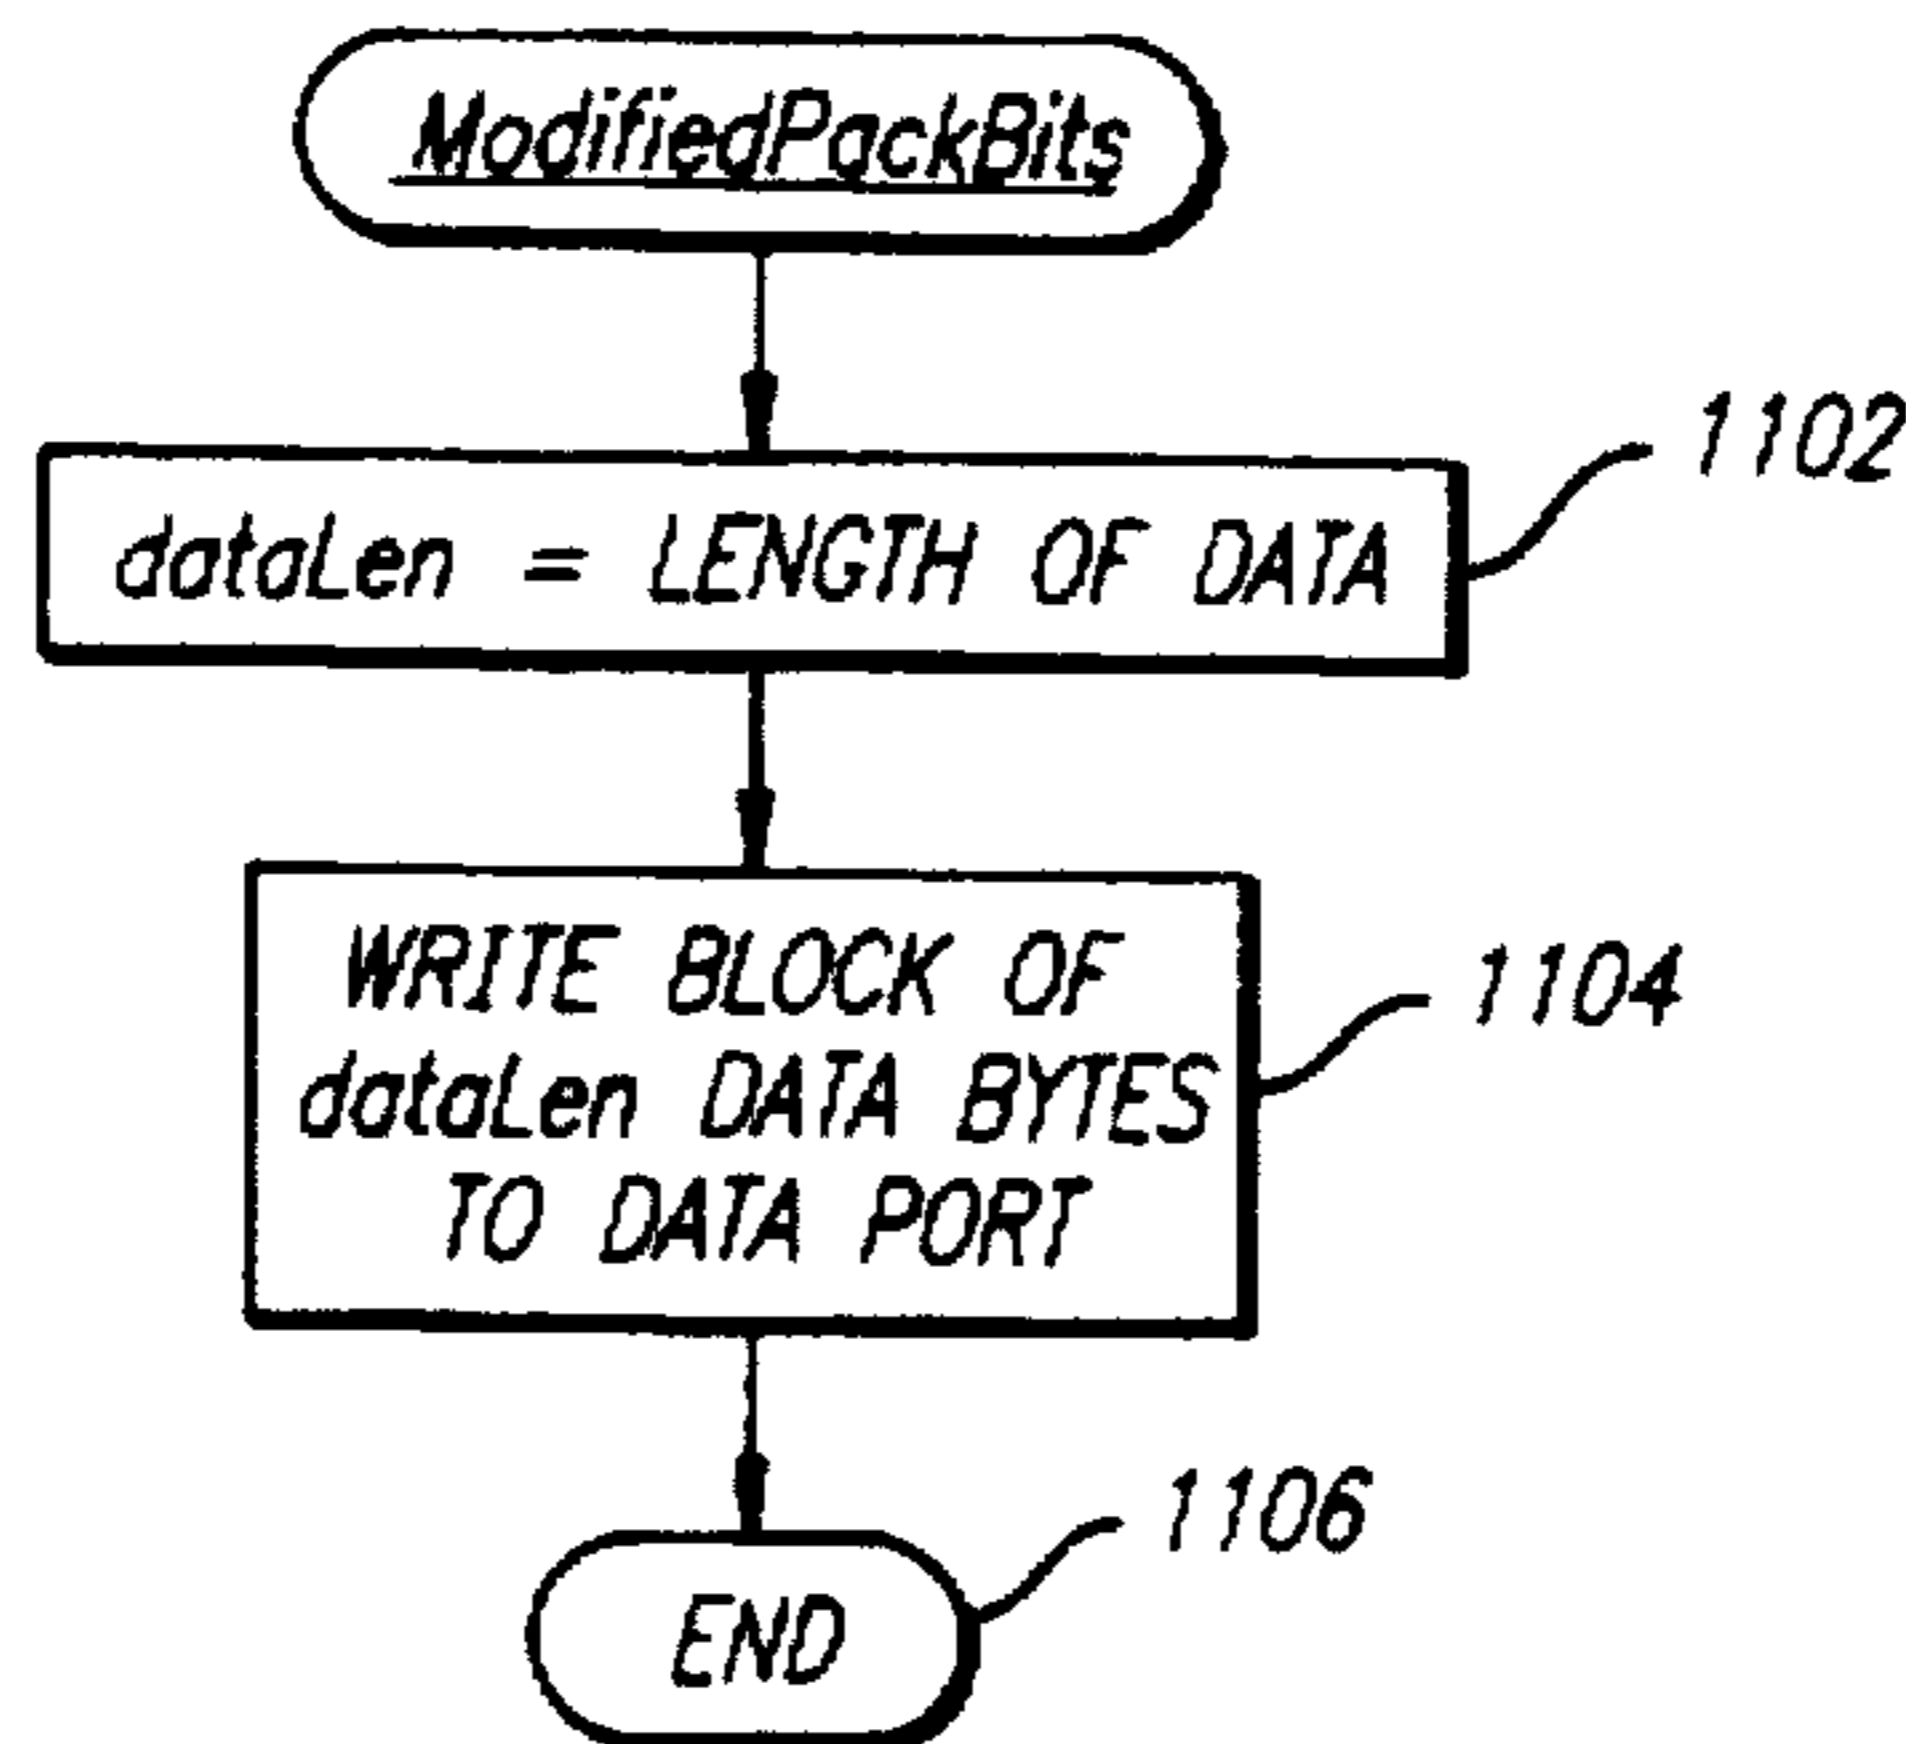 ModifiedPackBits
dataLen = LENGTH OF DATA
1102
WRITE BLOCK OF
dataLen DATA BYTES
TO DATA PORT
1104
END
1106